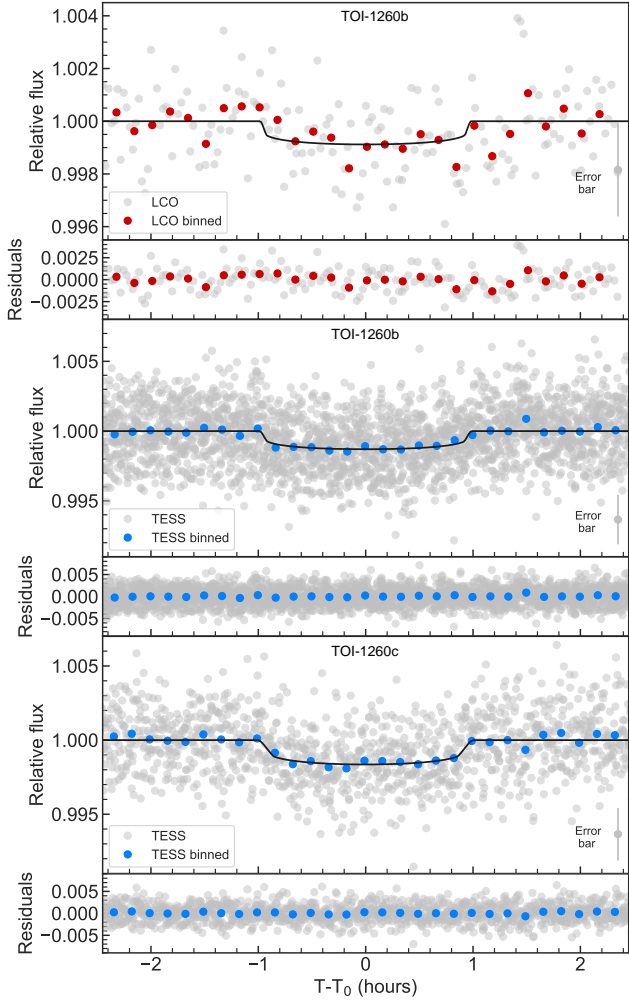 TOI-1260b
1.004
1.002
1.000
0.998
0.996
Relative flux
LCO
LCO binned
Error
bar
0.0025
0.0000
−0.0025
Residuals
TOI-1260b
1.005
1.000
0.995
Relative flux
TESS
TESS binned
Error
bar
0.005
0.000
−0.005
Residuals
TOI-1260c
1.005
1.000
0.995
Relative flux
TESS
TESS binned
Error
bar
0.005
0.000
−0.005
Residuals
−2 −1 0 1 2
T-T0 (hours)